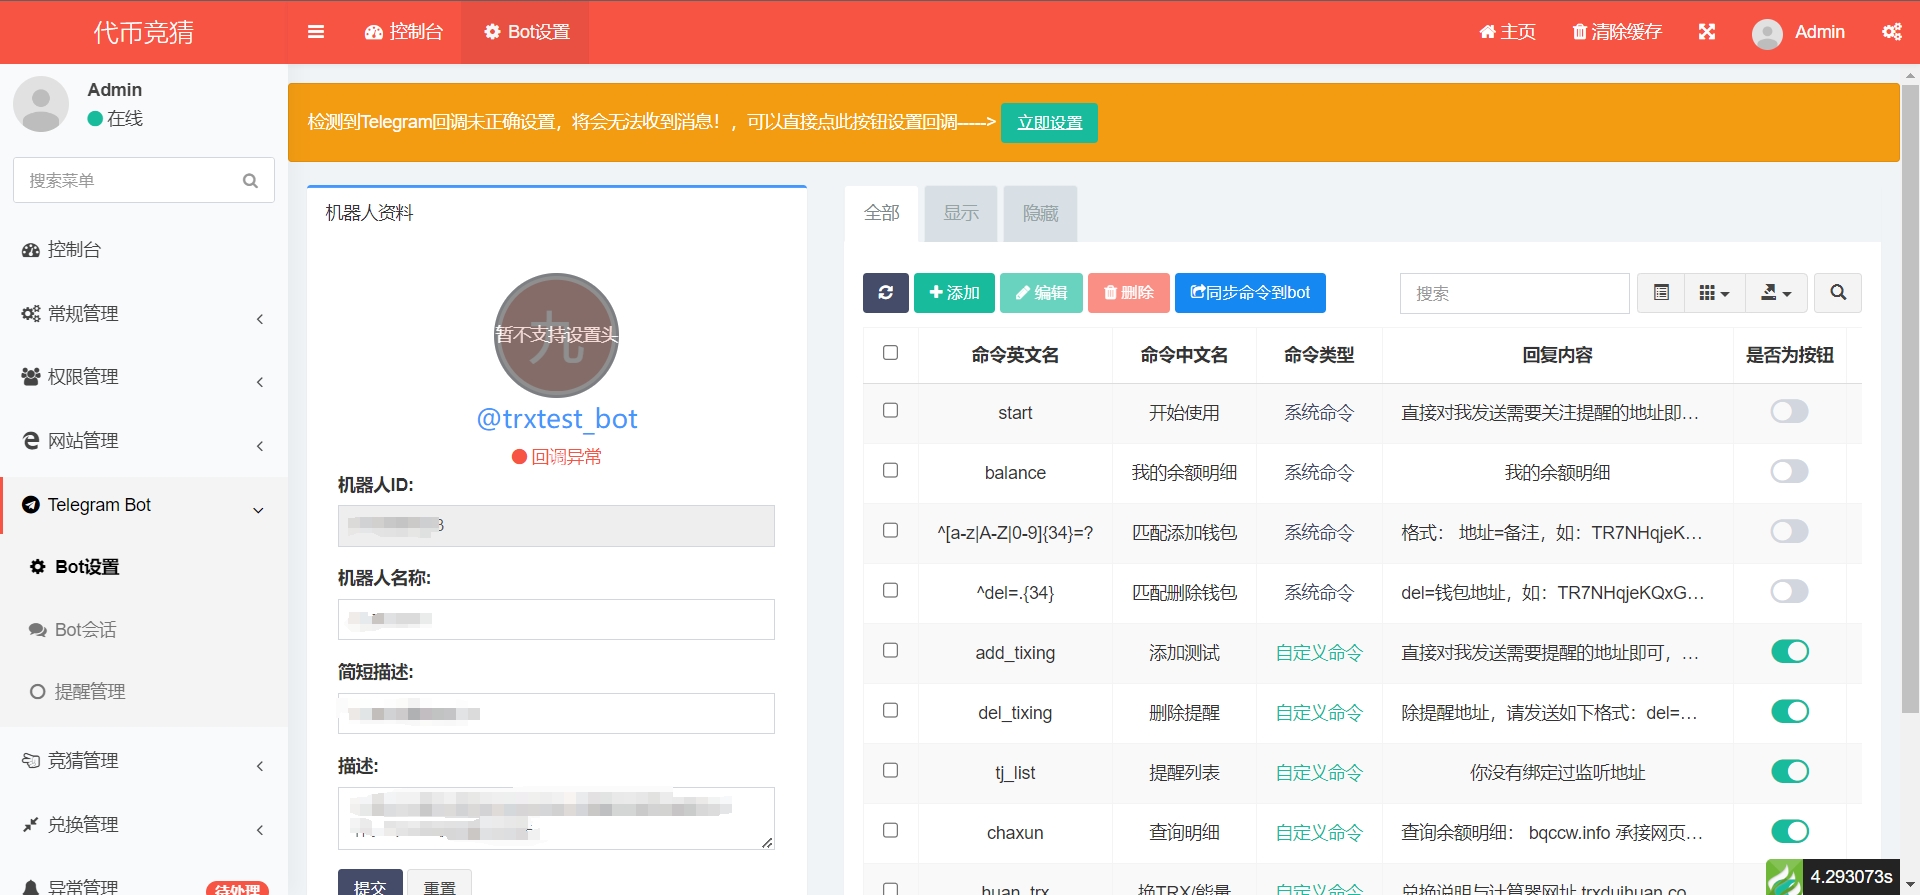 代币竞猜
控制台
Bot设置
主页
清除缓存
Admin
Admin
在线
搜索菜单
控制台
常规管理
权限管理
网站管理
Telegram Bot
Bot设置
Bot会话
提醒管理
竞猜管理
兑换管理
异常管理
待处理
检测到Telegram回调未正确设置，将会无法收到消息！，可以直接点此按钮设置回调-----> 立即设置
机器人资料
九
暂不支持设置头
@trxtest_bot
回调异常
机器人ID:
机器人名称:
简短描述:
描述:
提交 重置
全部 显示 隐藏
添加 编辑 删除 同步命令到bot 搜索
命令英文名 命令中文名 命令类型 回复内容 是否为按钮
start 开始使用 系统命令 直接对我发送需要关注提醒的地址即…
balance 我的余额明细 系统命令 我的余额明细
^[a-z|A-Z|0-9]{34}=? 匹配添加钱包 系统命令 格式： 地址=备注，如：TR7NHqjeK…
^del=.{34} 匹配删除钱包 系统命令 del=钱包地址，如：TR7NHqjeKQxG…
add_tixing 添加测试 自定义命令 直接对我发送需要提醒的地址即可，…
del_tixing 删除提醒 自定义命令 除提醒地址，请发送如下格式：del=…
tj_list 提醒列表 自定义命令 你没有绑定过监听地址
chaxun 查询明细 自定义命令 查询余额明细： bqccw.info 承接网页…
huan_trx 换TRX/能量 自定义命令 兑换说明与计算器网址 trxduihuan.co
4.293073s